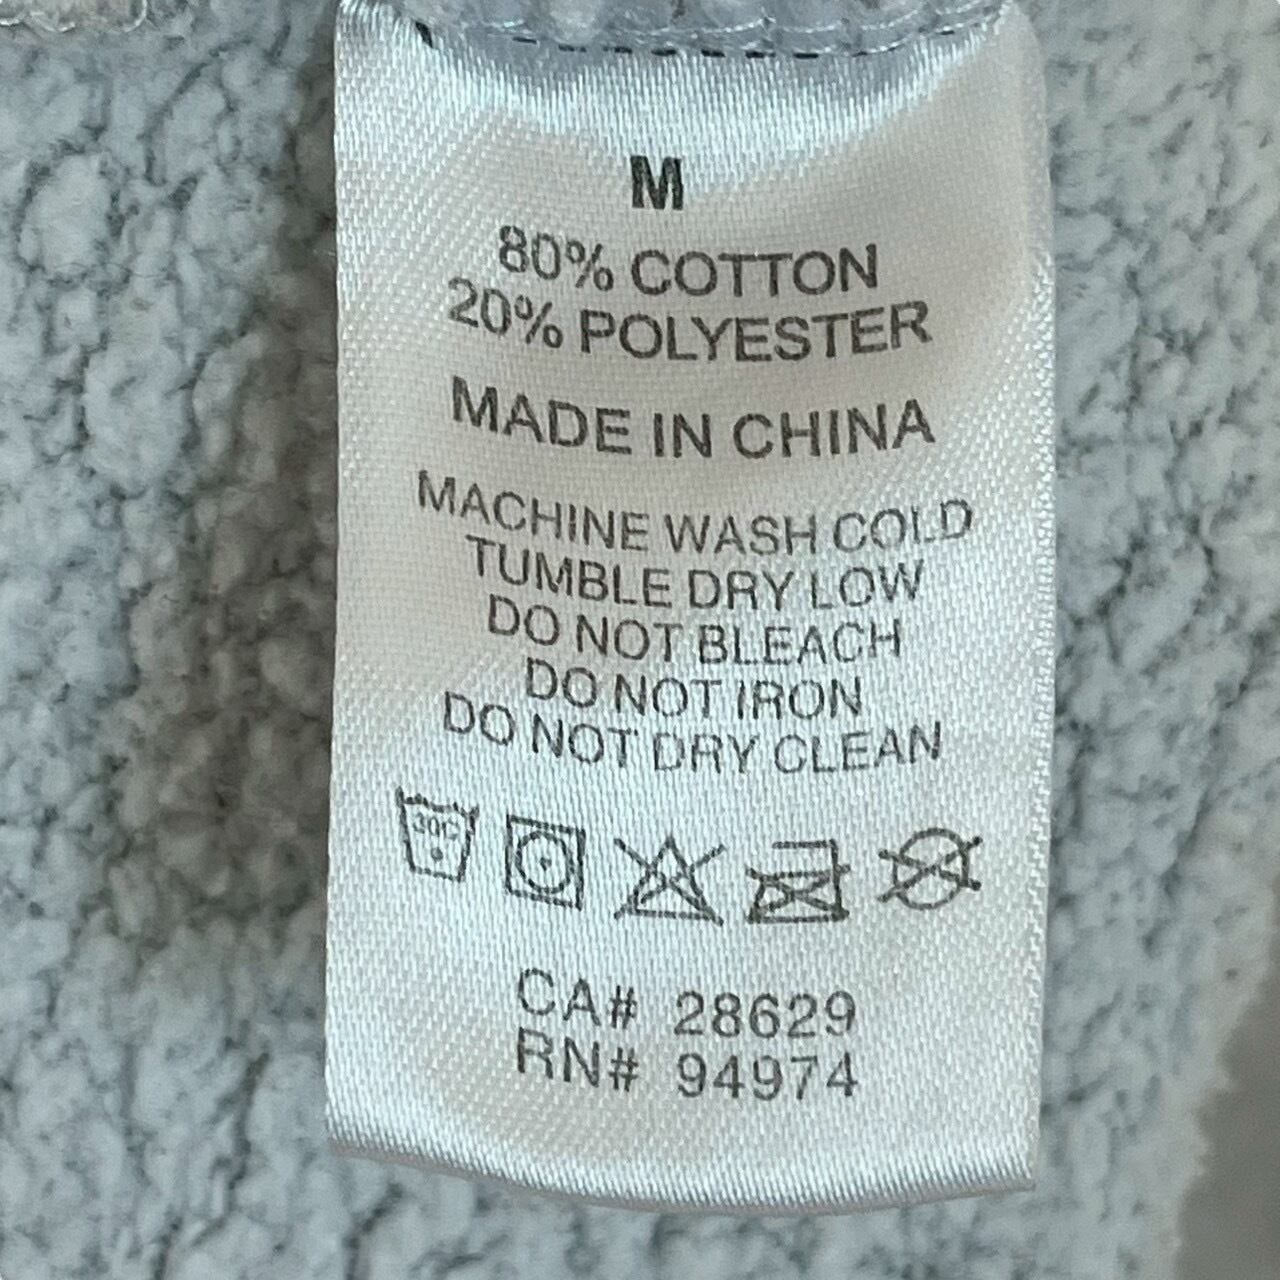 M
80% COTTON
20% POLYESTER
MADE IN CHINA
MACHINE WASH COLD
TUMBLE DRY LOW
DO NOT BLEACH
DO NOT IRON
DO NOT DRY CLEAN
30C
CA# 28629
RN# 94974